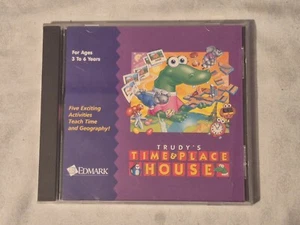 For Ages
3 To 6 Years
Five Exciting
Activities
Teach Time
and Geography!
TRUDY'S
TIME & PLACE
HOUSE
EDMARK